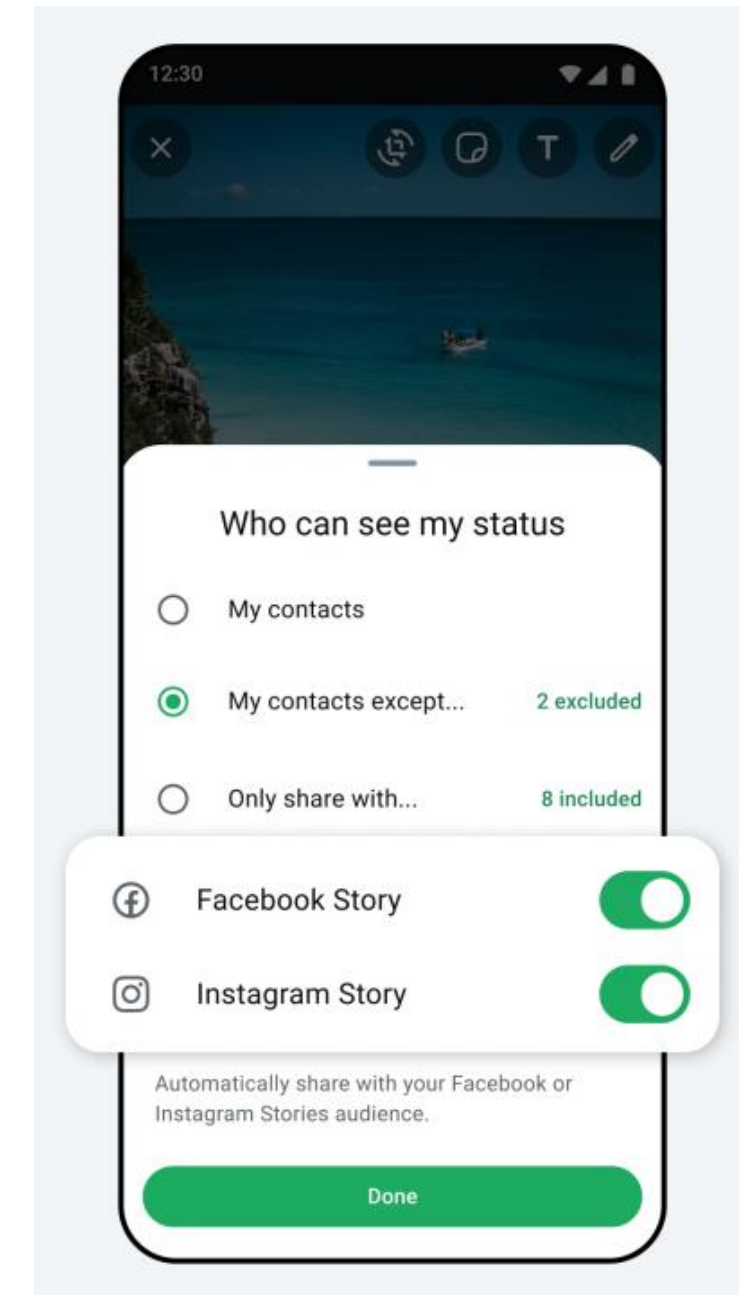 12:30
T
Who can see my status
My contacts
My contacts except... 2 excluded
Only share with... 8 included
Facebook Story
Instagram Story
Automatically share with your Facebook or
Instagram Stories audience.
Done